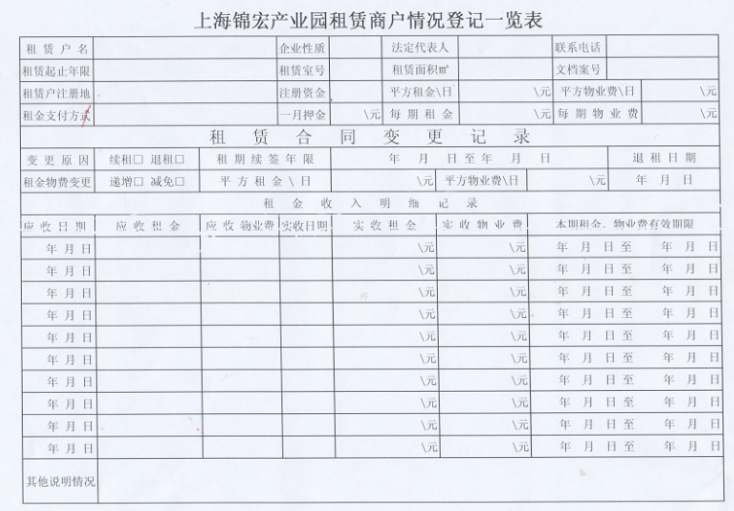 上海锦宏产业园租赁商户情况登记一览表
租赁户名 企业性质 法定代表人 联系电话
租赁起止年限 租赁室号 租赁面积㎡ 文档案号
租赁户注册地 注册资金 平方租金\日 \元 平方物业费\日 \元
租金支付方式 一月押金 \元 每期租金 \元 每期物业费 \元
租赁合同变更记录
变更原因 续租□ 退租□ 租期续签年限 年 月 日至年 月 日 退租日期
租金物费变更 递增□ 减免□ 平方租金\日 \元 平方物业费\日 \元 年 月 日
租金收入明细记录
应收日期 应收租金 应收物业费 实收日期 实收租金 实收物业费 本期租金、物业费有效期限
年 月 日 \元 \元 年 月 日 至 年 月 日
年 月 日 \元 \元 年 月 日 至 年 月 日
年 月 日 \元 \元 年 月 日 至 年 月 日
年 月 日 \元 \元 年 月 日 至 年 月 日
年 月 日 \元 \元 年 月 日 至 年 月 日
年 月 日 \元 \元 年 月 日 至 年 月 日
年 月 日 \元 \元 年 月 日 至 年 月 日
年 月 日 \元 \元 年 月 日 至 年 月 日
年 月 日 \元 \元 年 月 日 至 年 月 日
年 月 日 \元 \元 年 月 日 至 年 月 日
其他说明情况